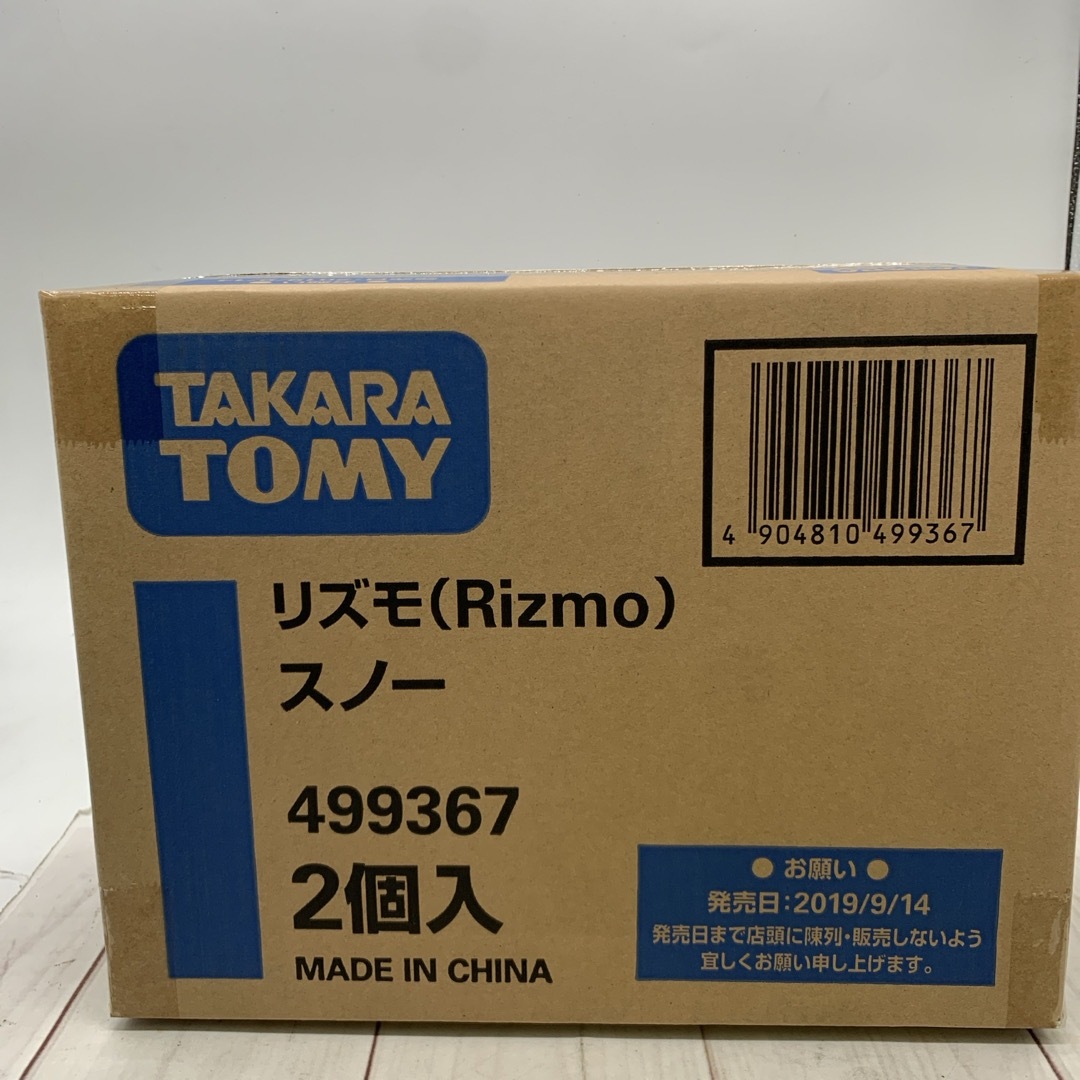 TAKARA
TOMY
4 904810 499367
リズモ(Rizmo)
スノー
499367
2個入
MADE IN CHINA
● お願い ●
発売日:2019/9/14
発売日まで店頭に陳列・販売しないよう
宜しくお願い申し上げます。